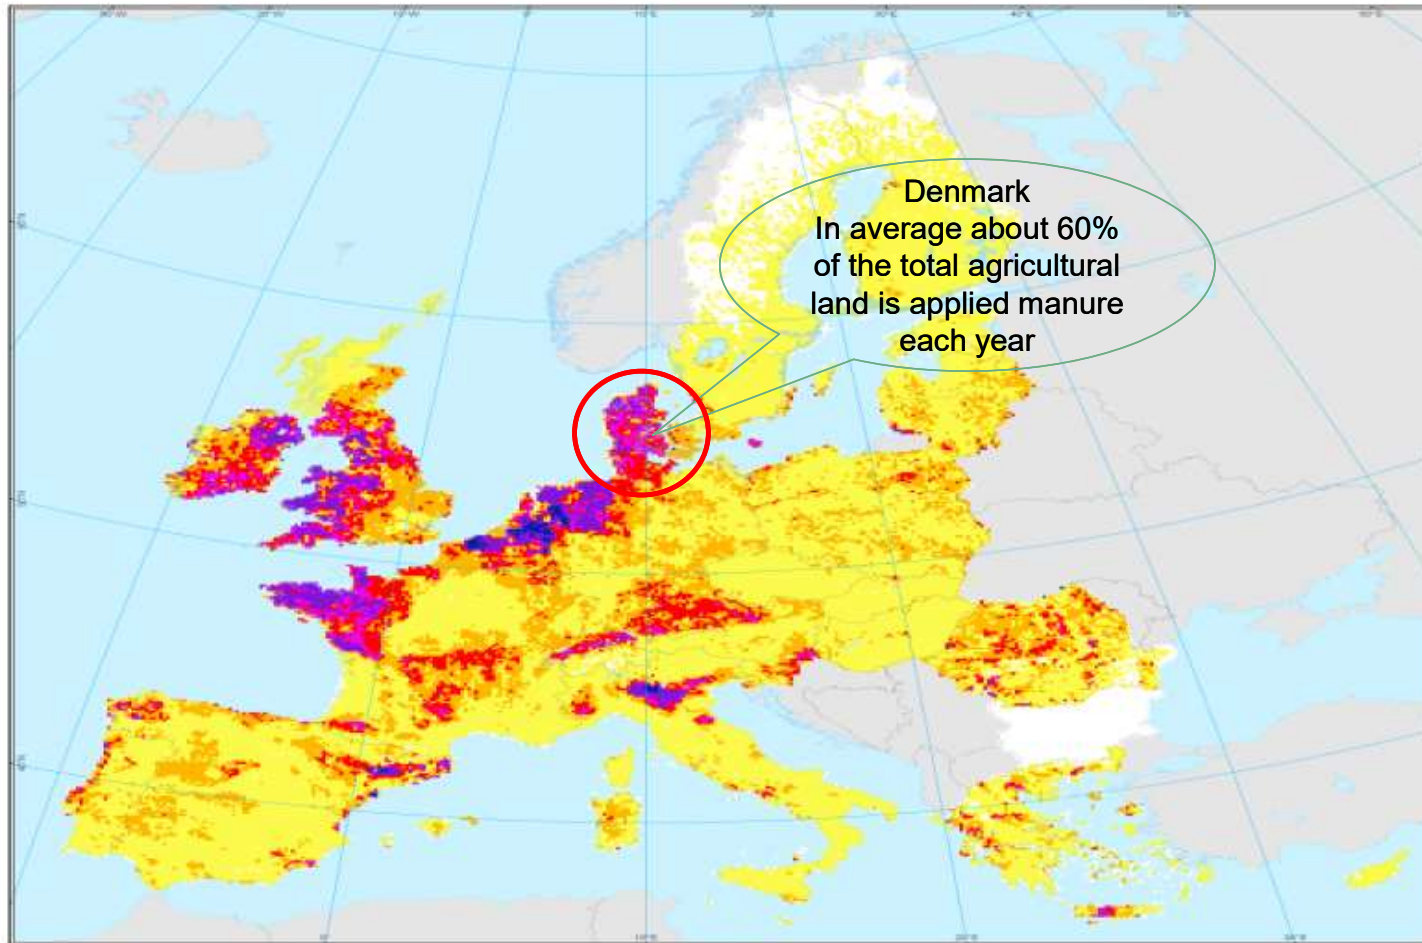 Denmark
In average about 60%
of the total agricultural
land is applied manure
each year